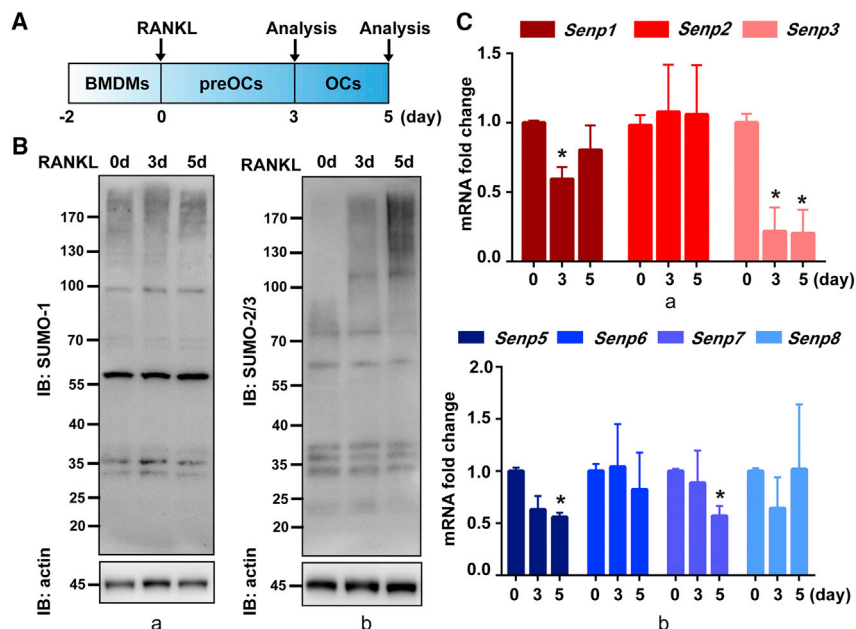 A
RANKL
Analysis
Analysis
BMDMs
preOCs
OCs
-2 0 3 5 (day)
B
RANKL 0d 3d 5d
IB: SUMO-1
170
130
100
70
55
40
35
25
20
IB: actin
45
a
RANKL 0d 3d 5d
IB: SUMO-2/3
170
130
100
70
55
40
35
25
20
IB: actin
45
b
C
Senp1 Senp2 Senp3
mRNA fold change
1.5
1.0
0.5
0.0
*
* *
0 3 5 0 3 5 0 3 5 (day)
a
Senp5 Senp6 Senp7 Senp8
mRNA fold change
2.0
1.5
1.0
0.5
0.0
* *
0 3 5 0 3 5 0 3 5 0 3 5 (day)
b